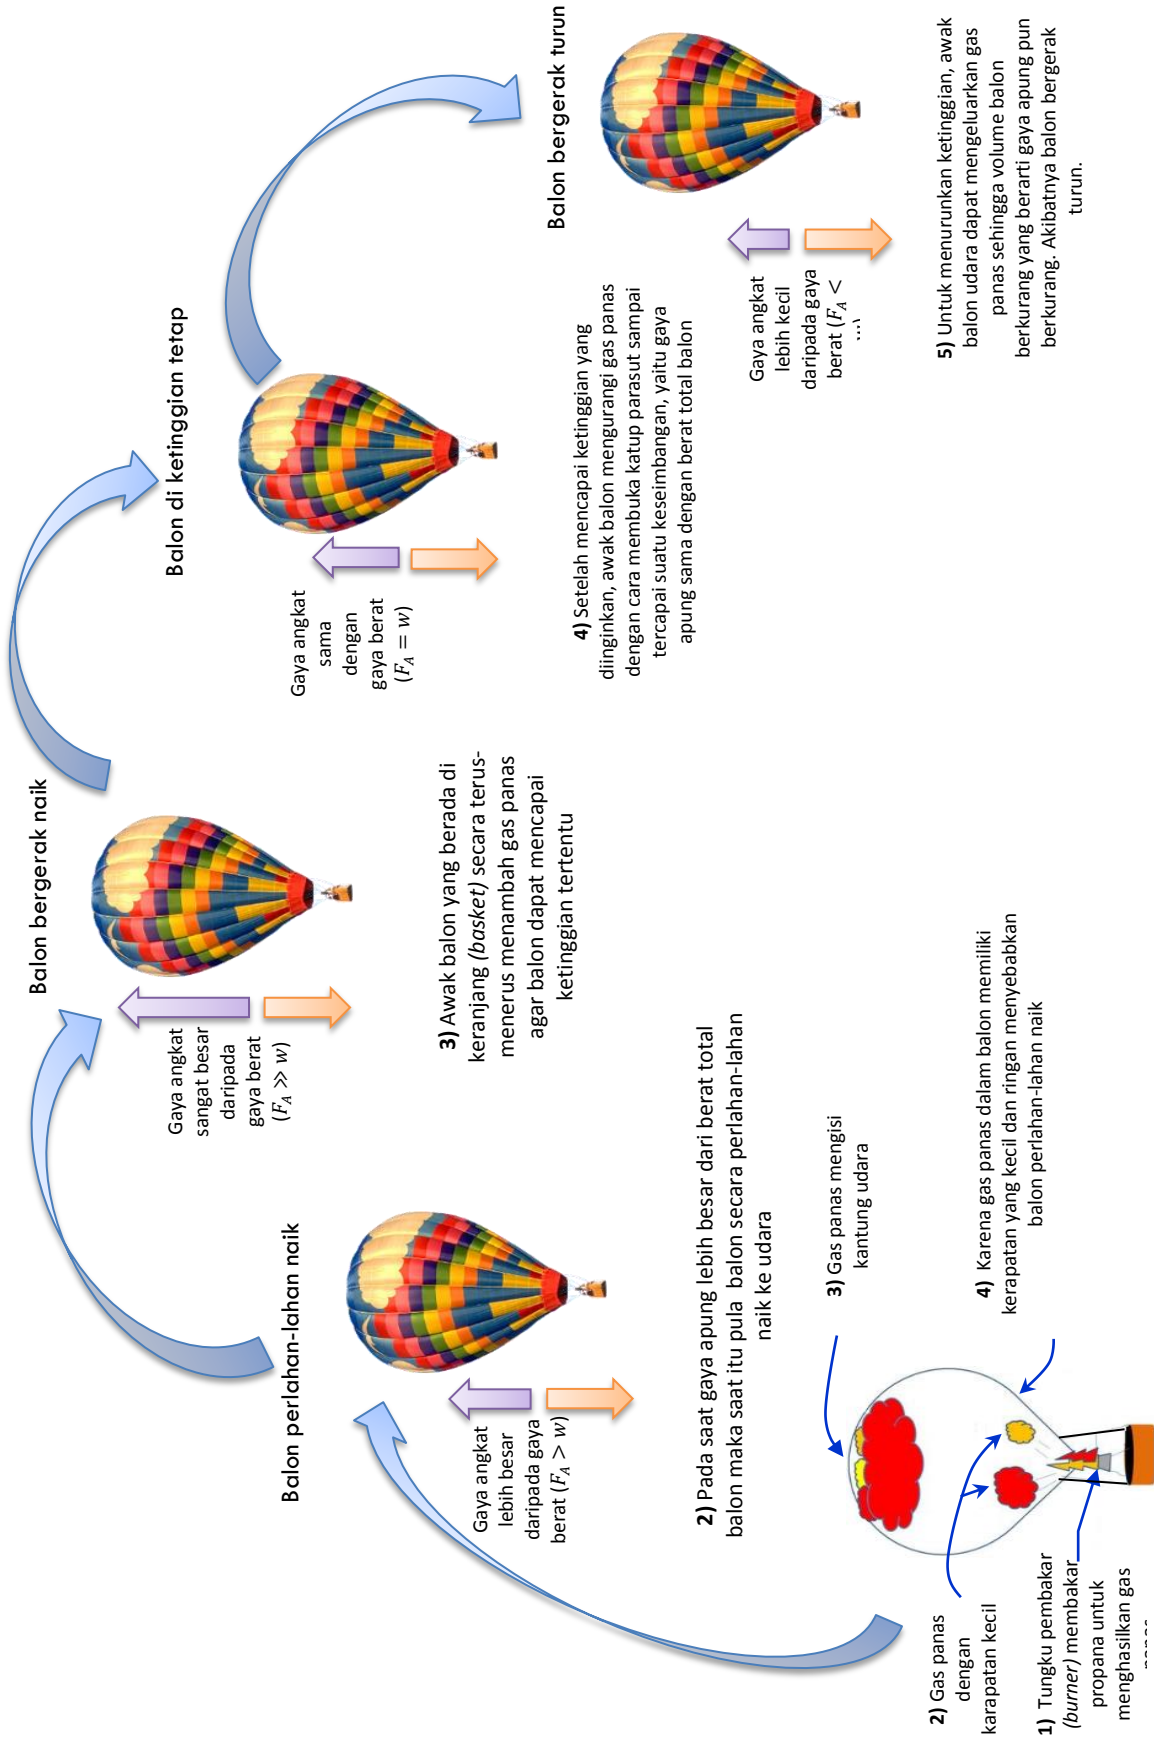 Balon bergerak naik
Gaya angkat
sangat besar
daripada
gaya berat
(F_A ≫ w)
3) Awak balon yang berada di
keranjang (basket) secara terus-
menerus menambah gas panas
agar balon dapat mencapai
ketinggian tertentu
Balon di ketinggian tetap
Gaya angkat
sama
dengan
gaya berat
(F_A = w)
4) Setelah mencapai ketinggian yang
diinginkan, awak balon mengurangi gas panas
dengan cara membuka katup parasut sampai
tercapai suatu keseimbangan, yaitu gaya
apung sama dengan berat total balon
Balon bergerak turun
Gaya angkat
lebih kecil
daripada gaya
berat (F_A <
5) Untuk menurunkan ketinggian, awak
balon udara dapat mengeluarkan gas
panas sehingga volume balon
berkurang yang berarti gaya apung pun
berkurang. Akibatnya balon bergerak
turun.
Balon perlahan-lahan naik
Gaya angkat
lebih besar
daripada gaya
berat (F_A > w)
2) Pada saat gaya apung lebih besar dari berat total
balon maka saat itu pula balon secara perlahan-lahan
naik ke udara
3) Gas panas mengisi
kantung udara
4) Karena gas panas dalam balon memiliki
kerapatan yang kecil dan ringan menyebabkan
balon perlahan-lahan naik
2) Gas panas
dengan
karapatan kecil
1) Tungku pembakar
(burner) membakar
propana untuk
menghasilkan gas